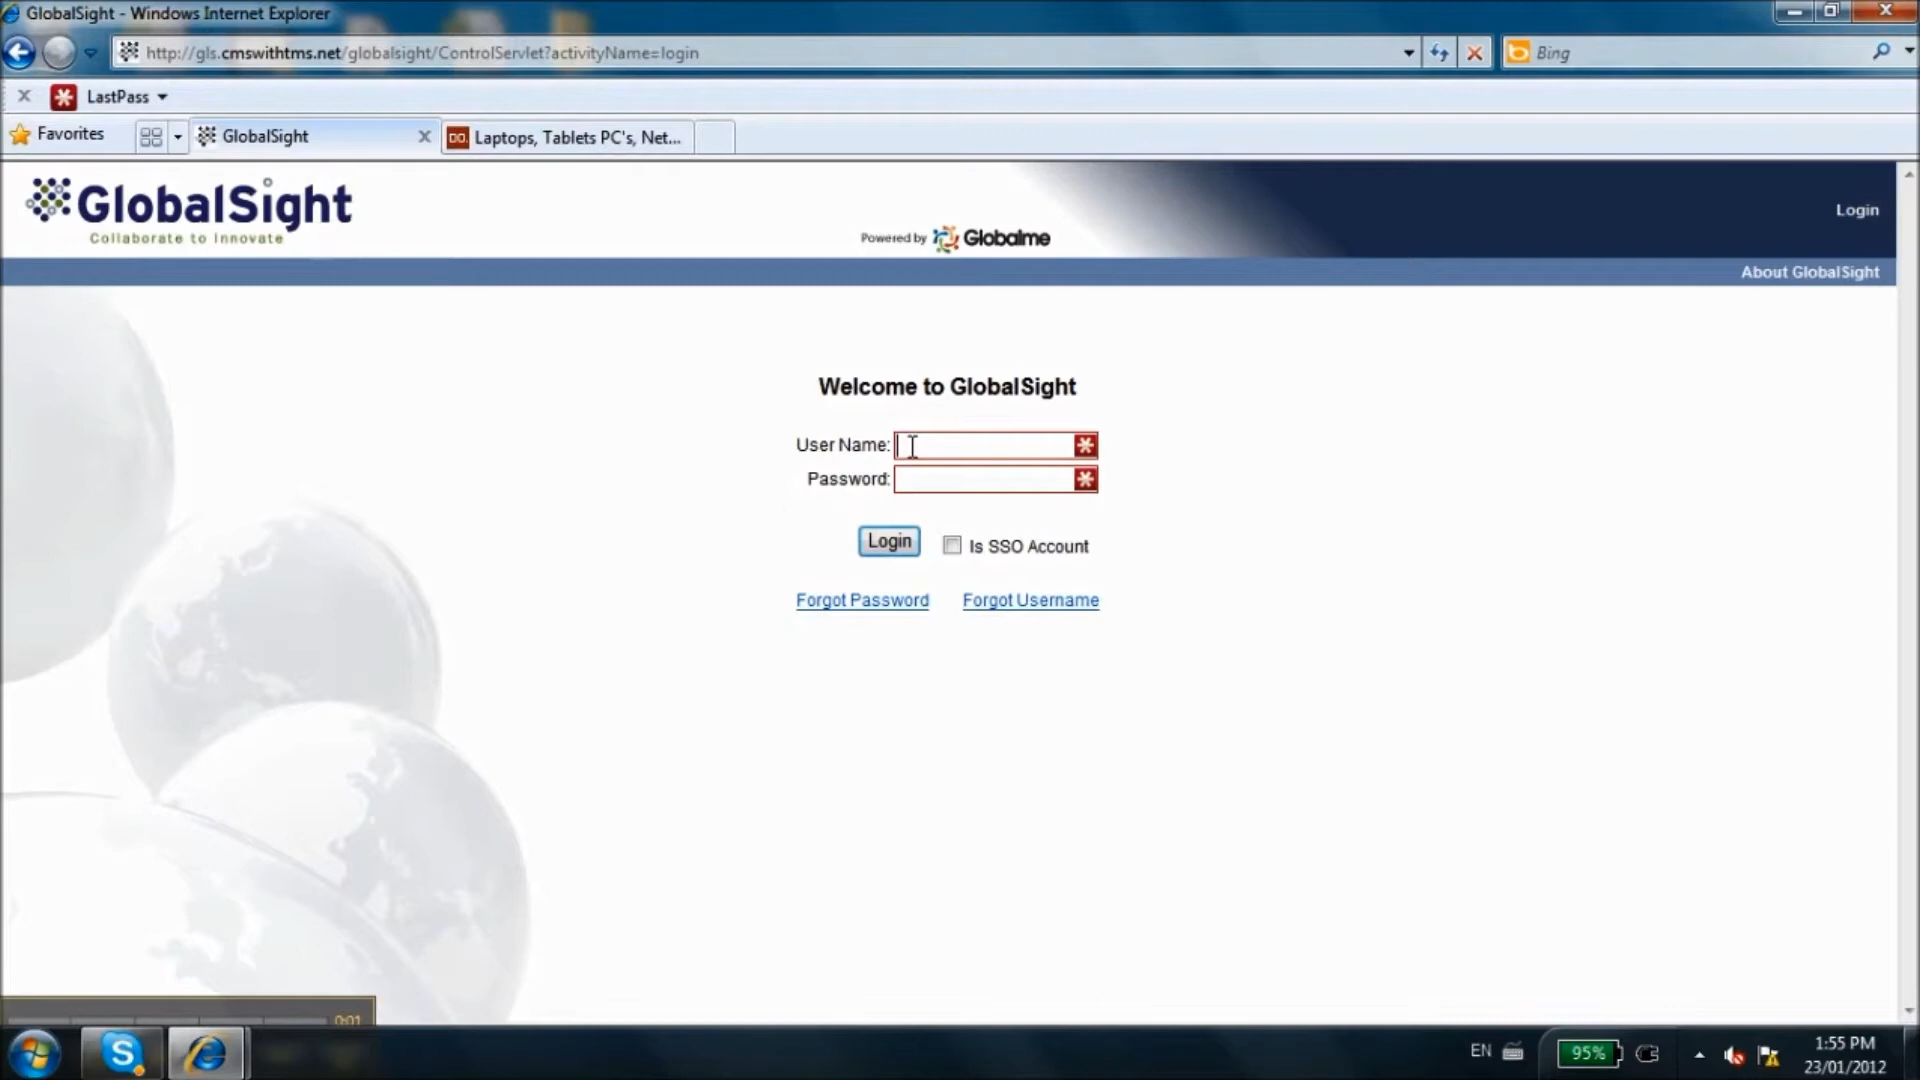 GlobalSight - Windows Internet Explorer
http://gls.cmswithtms.net/globalsight/ControlServlet?activityName=login
Bing
LastPass
Favorites
GlobalSight
Laptops, Tablets PC's, Net...
GlobalSight
Collaborate to Innovate
Powered by Globalme
Login
About GlobalSight
Welcome to GlobalSight
User Name:
Password:
Login
Is SSO Account
Forgot Password
Forgot Username
0:01
EN
95%
1:55 PM
23/01/2012